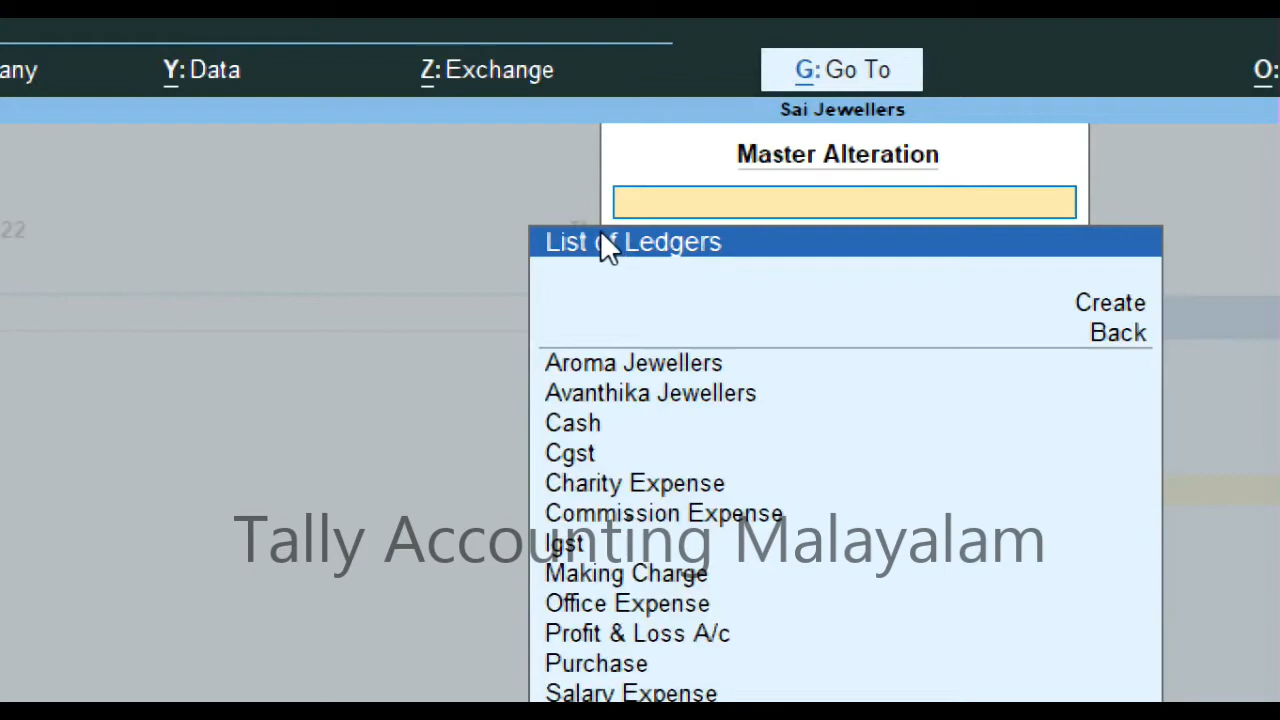 any Y: Data Z: Exchange G: Go To O:
Sai Jewellers
Master Alteration
22
List of Ledgers
Create
Back
Aroma Jewellers
Avanthika Jewellers
Cash
Cgst
Charity Expense
Commission Expense
Tally Accounting Malayalam
Igst
Making Charge
Office Expense
Profit & Loss A/c
Purchase
Salary Expense